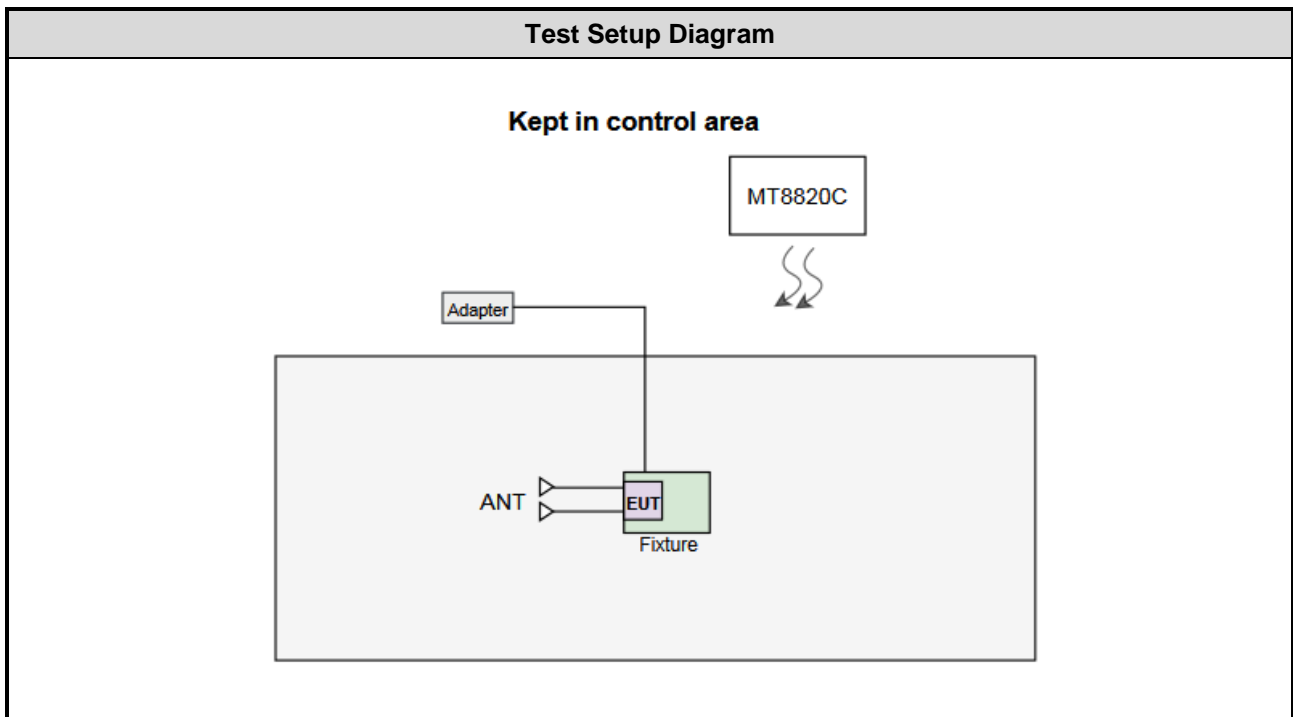 Test Setup Diagram
Kept in control area
MT8820C
Adapter
ANT
EUT
Fixture